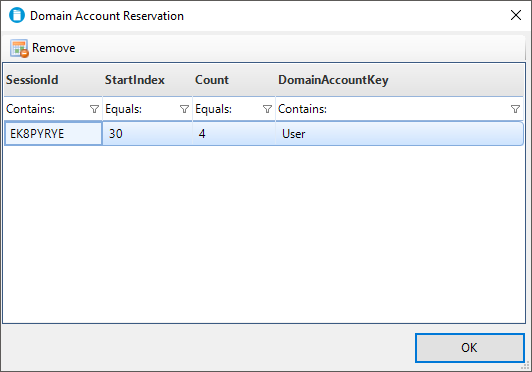 Domain Account Reservation
Remove
SessionId StartIndex Count DomainAccountKey
Contains: Equals: Equals: Contains:
EK8PYRYE 30 4 User
OK